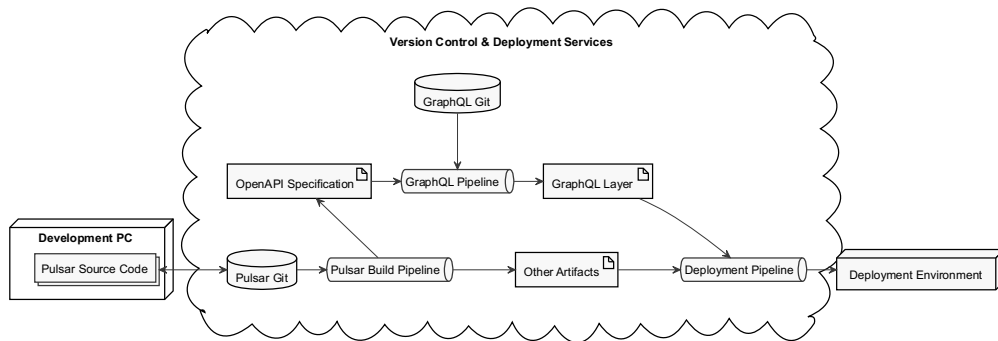 Version Control & Deployment Services
GraphQL Git
OpenAPI Specification
GraphQL Pipeline
GraphQL Layer
Development PC
Pulsar Source Code
Pulsar Git
Pulsar Build Pipeline
Other Artifacts
Deployment Pipeline
Deployment Environment